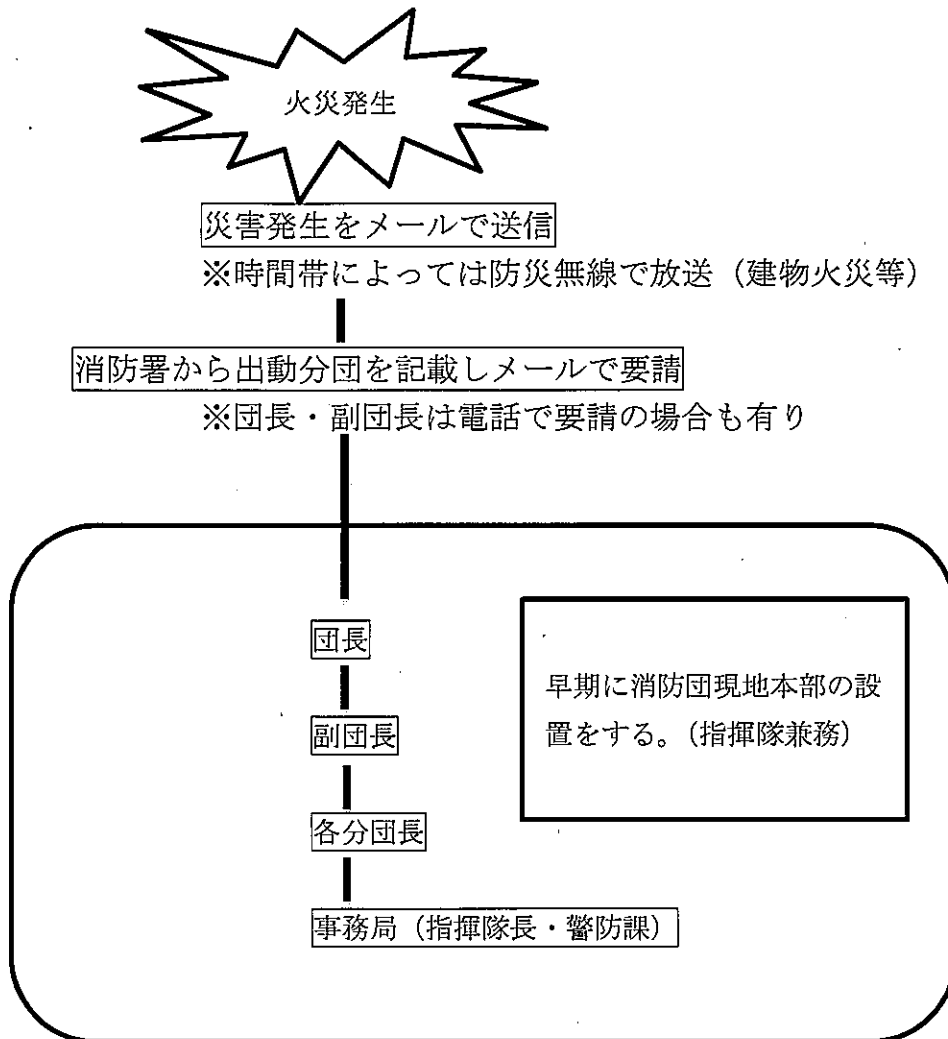 火災発生
災害発生をメールで送信
※時間帯によっては防災無線で放送（建物火災等）
消防署から出動分団を記載しメールで要請
※団長・副団長は電話で要請の場合も有り
団長
副団長
各分団長
事務局（指揮隊長・警防課）
早期に消防団現地本部の設
置をする。（指揮隊兼務）